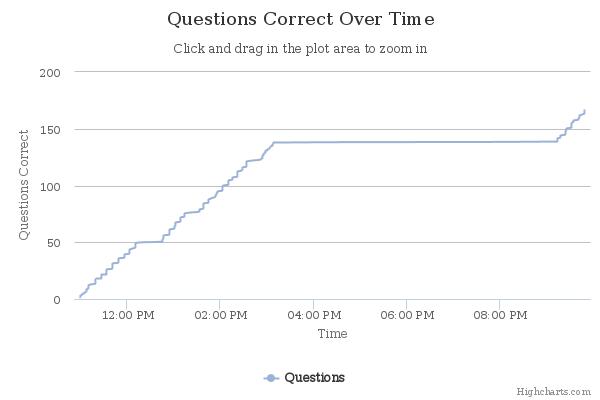 Questions Correct Over Time
Click and drag in the plot area to zoom in
Questions Correct
200
150
100
50
0
12:00 PM 02:00 PM 04:00 PM 06:00 PM 08:00 PM
Time
Questions
Highcharts.com